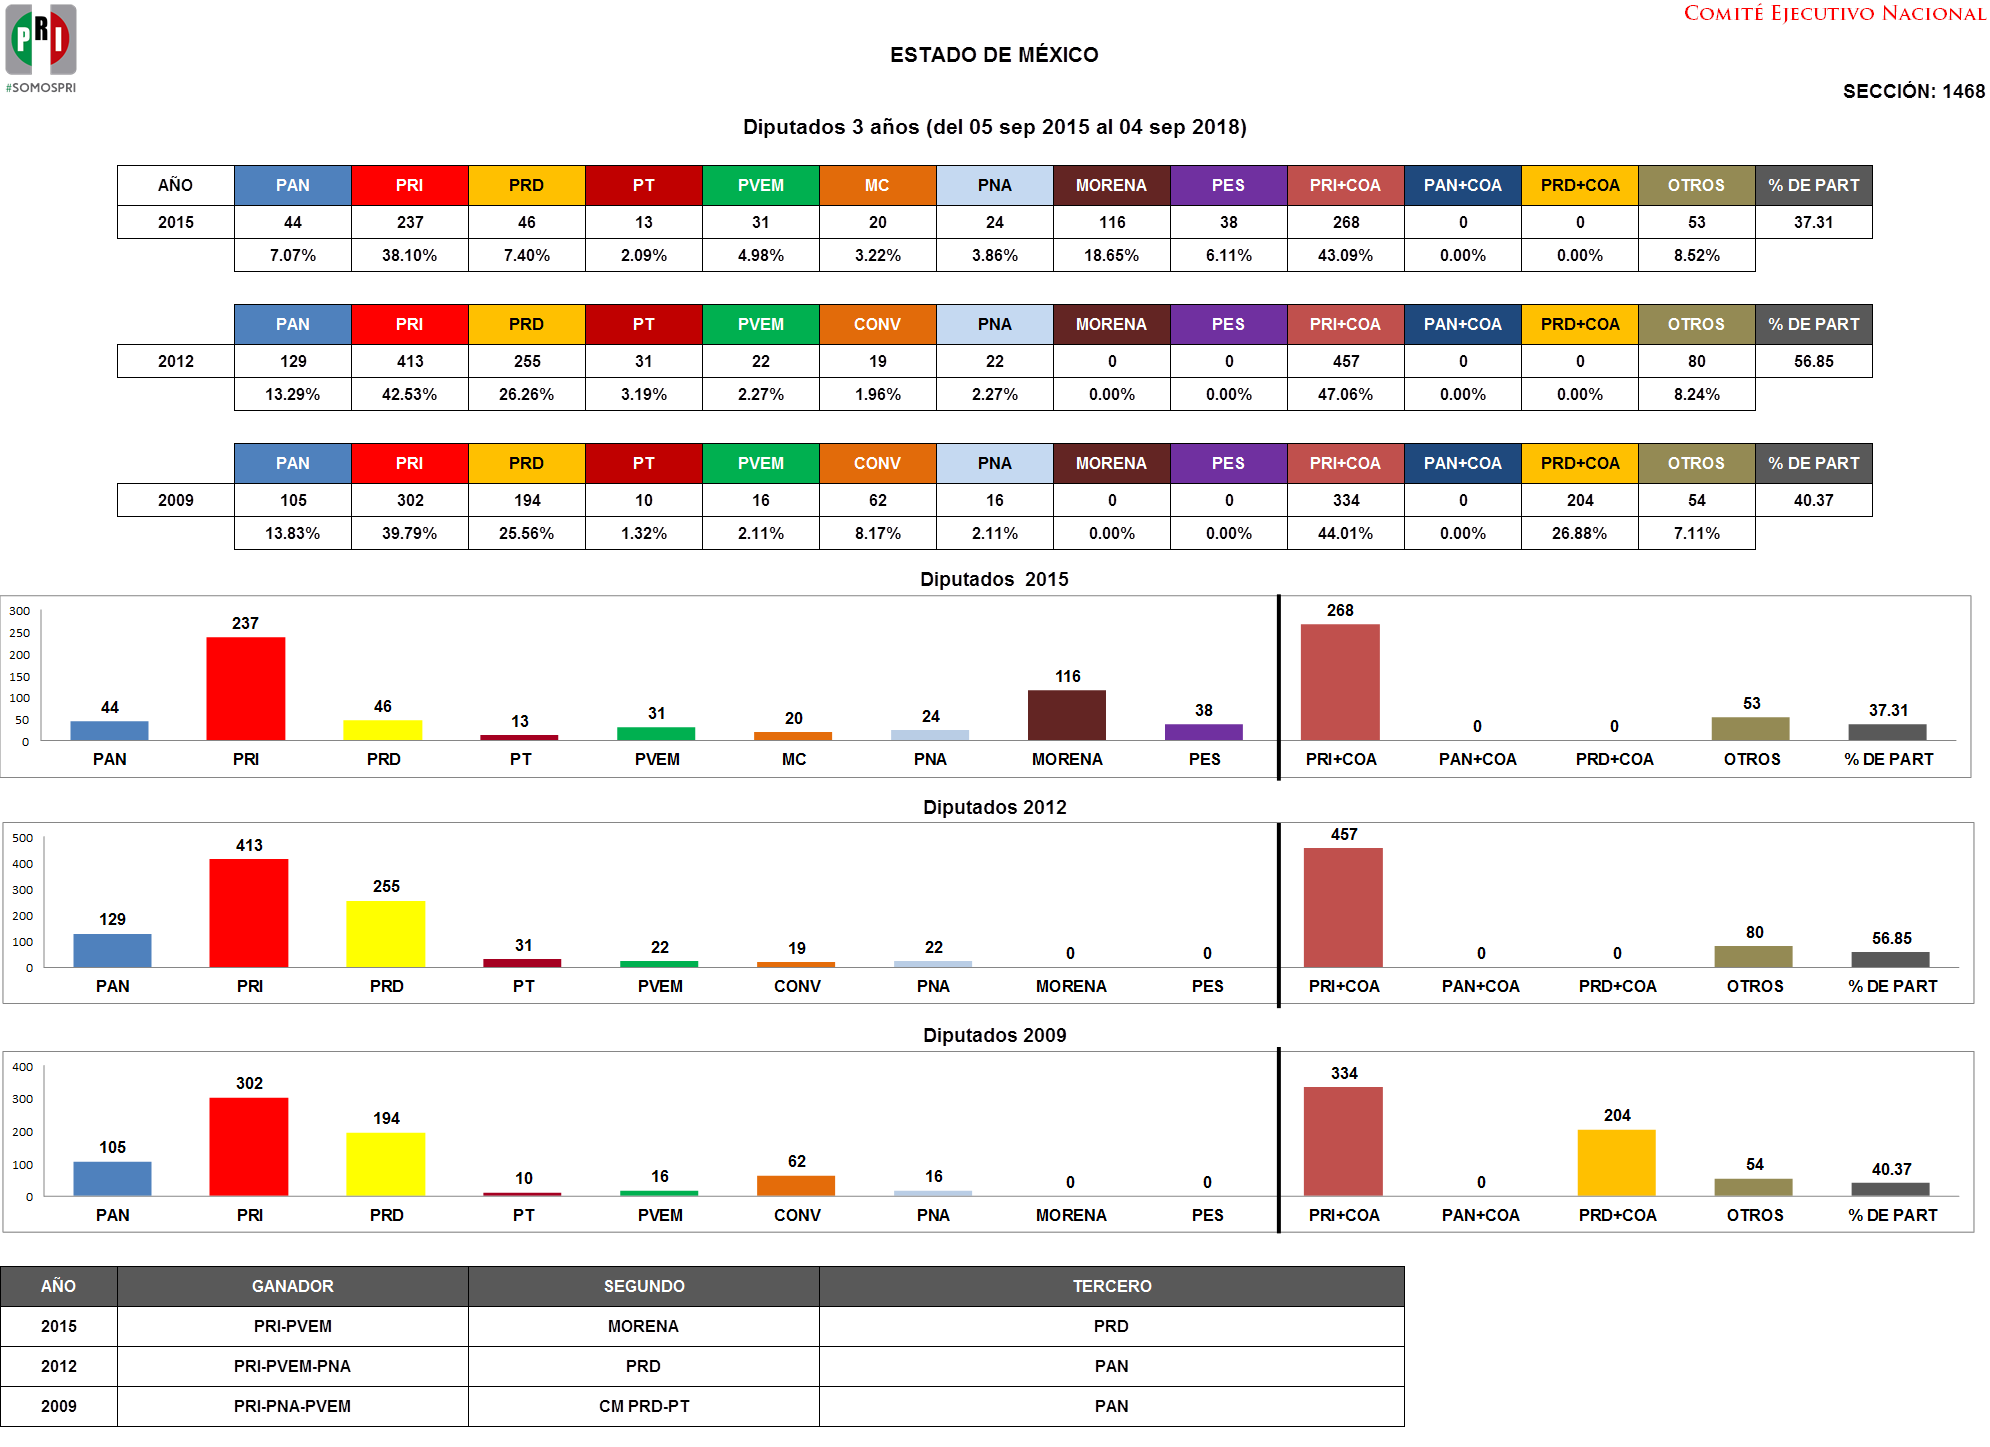 PRI
#SOMOSPRI
COMITÉ EJECUTIVO NACIONAL
ESTADO DE MÉXICO
SECCIÓN: 1468
Diputados 3 años (del 05 sep 2015 al 04 sep 2018)
AÑO PAN PRI PRD PT PVEM MC PNA MORENA PES PRI+COA PAN+COA PRD+COA OTROS % DE PART
2015 44 237 46 13 31 20 24 116 38 268 0 0 53 37.31
7.07% 38.10% 7.40% 2.09% 4.98% 3.22% 3.86% 18.65% 6.11% 43.09% 0.00% 0.00% 8.52%
PAN PRI PRD PT PVEM CONV PNA MORENA PES PRI+COA PAN+COA PRD+COA OTROS % DE PART
2012 129 413 255 31 22 19 22 0 0 457 0 0 80 56.85
13.29% 42.53% 26.26% 3.19% 2.27% 1.96% 2.27% 0.00% 0.00% 47.06% 0.00% 0.00% 8.24%
PAN PRI PRD PT PVEM CONV PNA MORENA PES PRI+COA PAN+COA PRD+COA OTROS % DE PART
2009 105 302 194 10 16 62 16 0 0 334 0 204 54 40.37
13.83% 39.79% 25.56% 1.32% 2.11% 8.17% 2.11% 0.00% 0.00% 44.01% 0.00% 26.88% 7.11%
Diputados 2015
300
250
200
150
100
50
0
44 237 46 13 31 20 24 116 38 268 0 0 53 37.31
PAN PRI PRD PT PVEM MC PNA MORENA PES PRI+COA PAN+COA PRD+COA OTROS % DE PART
Diputados 2012
500
400
300
200
100
0
129 413 255 31 22 19 22 0 0 457 0 0 80 56.85
PAN PRI PRD PT PVEM CONV PNA MORENA PES PRI+COA PAN+COA PRD+COA OTROS % DE PART
Diputados 2009
400
300
200
100
0
105 302 194 10 16 62 16 0 0 334 0 204 54 40.37
PAN PRI PRD PT PVEM CONV PNA MORENA PES PRI+COA PAN+COA PRD+COA OTROS % DE PART
AÑO GANADOR SEGUNDO TERCERO
2015 PRI-PVEM MORENA PRD
2012 PRI-PVEM-PNA PRD PAN
2009 PRI-PNA-PVEM CM PRD-PT PAN